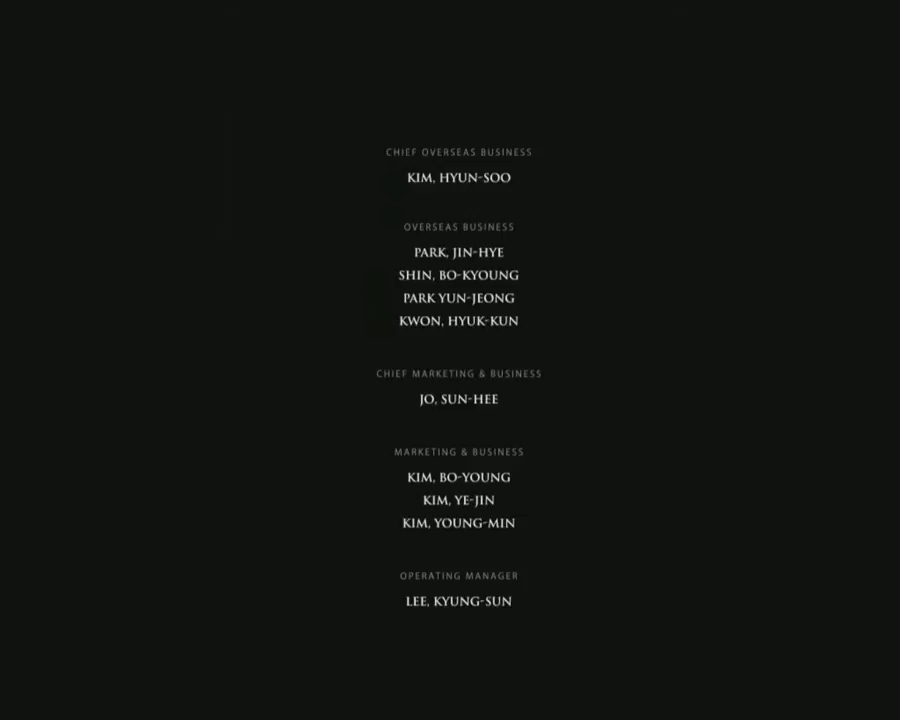 CHIEF OVERSEAS BUSINESS
KIM, HYUN-SOO
OVERSEAS BUSINESS
PARK, JIN-HYE
SHIN, BO-KYOUNG
PARK YUN-JEONG
KWON, HYUK-KUN
CHIEF MARKETING & BUSINESS
JO, SUN-HEE
MARKETING & BUSINESS
KIM, BO-YOUNG
KIM, YE-JIN
KIM, YOUNG-MIN
OPERATING MANAGER
LEE, KYUNG-SUN